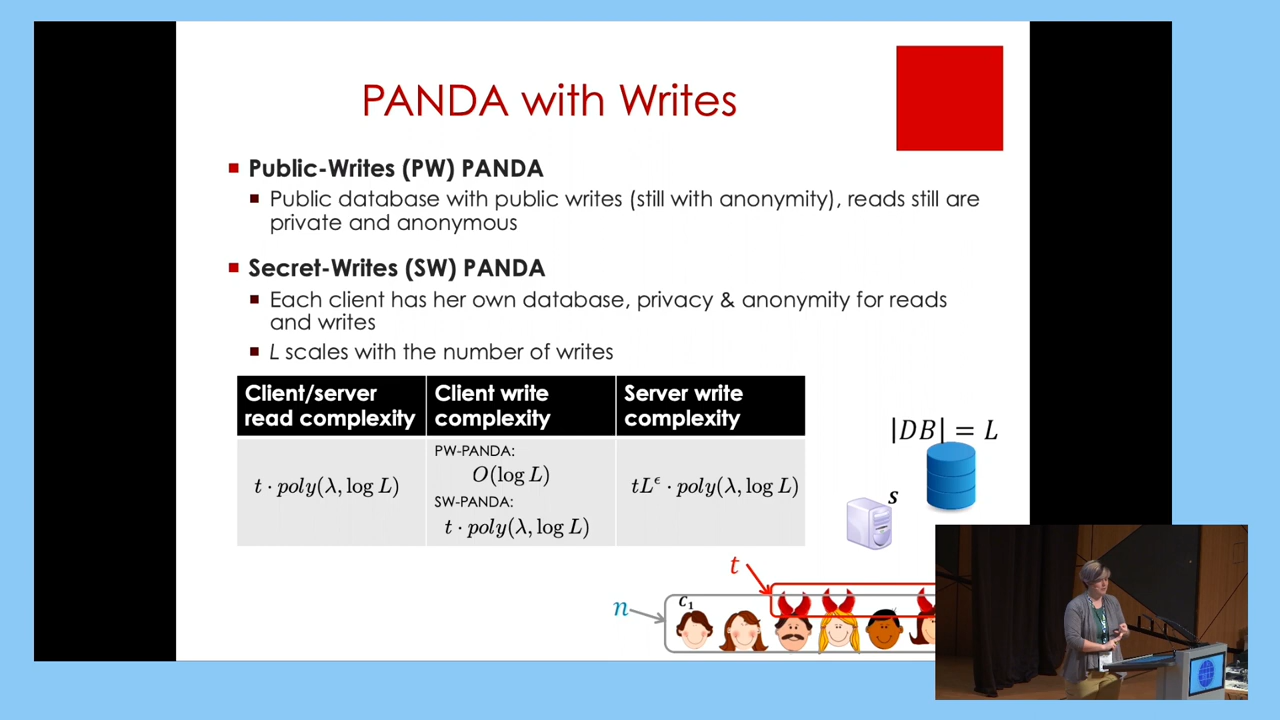 PANDA with Writes
Public-Writes (PW) PANDA
Public database with public writes (still with anonymity), reads still are
private and anonymous
Secret-Writes (SW) PANDA
Each client has her own database, privacy & anonymity for reads
and writes
L scales with the number of writes
Client/server
read complexity
Client write
complexity
Server write
complexity
t · poly(λ, log L)
PW-PANDA:
O(log L)
SW-PANDA:
t · poly(λ, log L)
tL^ϵ · poly(λ, log L)
|DB| = L
S
t
n
C₁